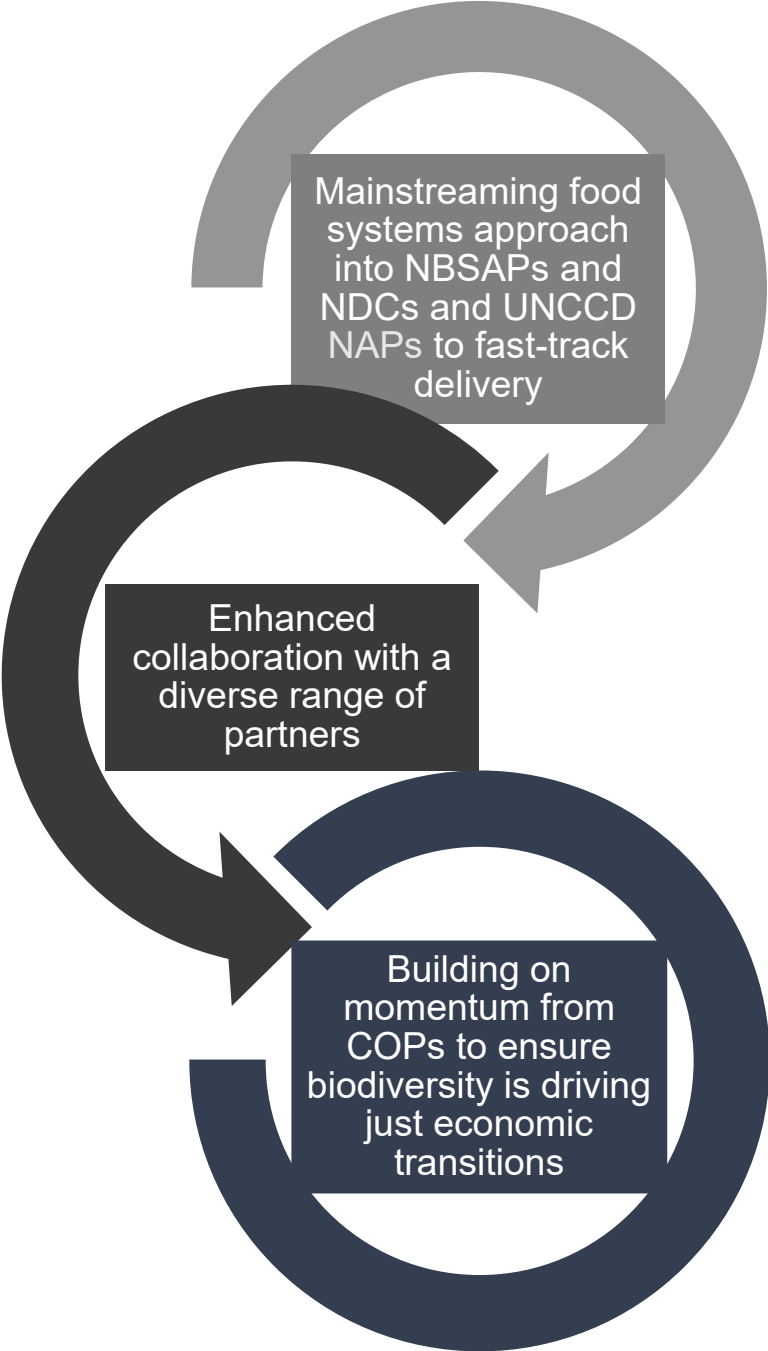 Mainstreaming food
systems approach
into NBSAPs and
NDCs and UNCCD
NAPs to fast-track
delivery
Enhanced
collaboration with a
diverse range of
partners
Building on
momentum from
COPs to ensure
biodiversity is driving
just economic
transitions